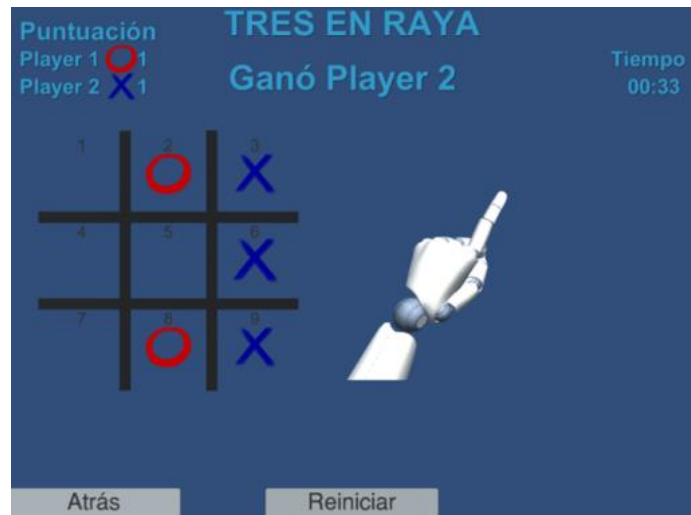 TRES EN RAYA
Puntuación
Player 1 O 1
Player 2 X 1
Ganó Player 2
Tiempo
00:33
1 2 3
O X
4 5 6
X
7 8 9
O X
Atrás Reiniciar